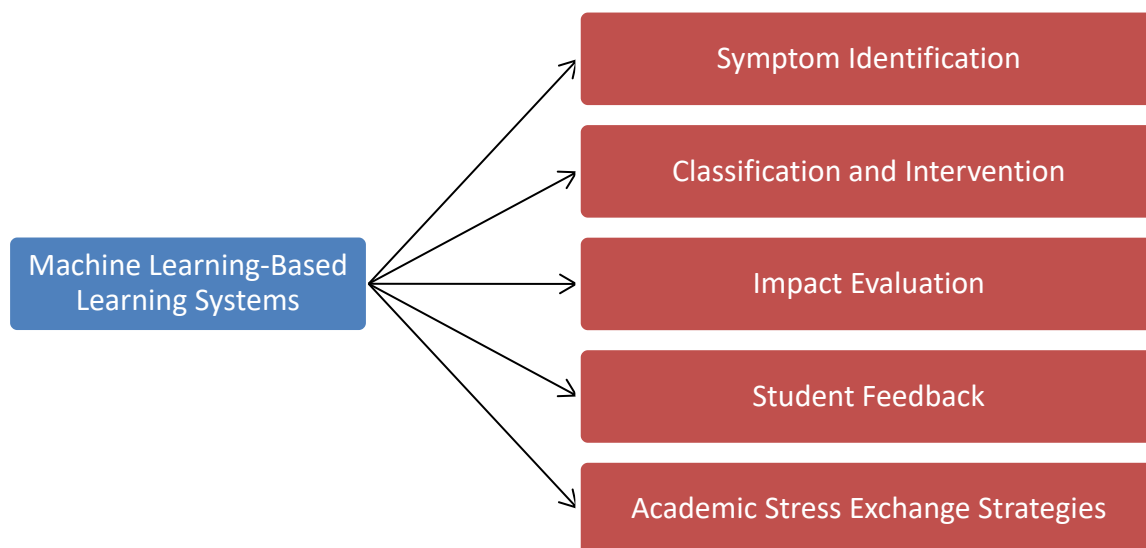 Symptom Identification
Classification and Intervention
Machine Learning-Based
Learning Systems
Impact Evaluation
Student Feedback
Academic Stress Exchange Strategies